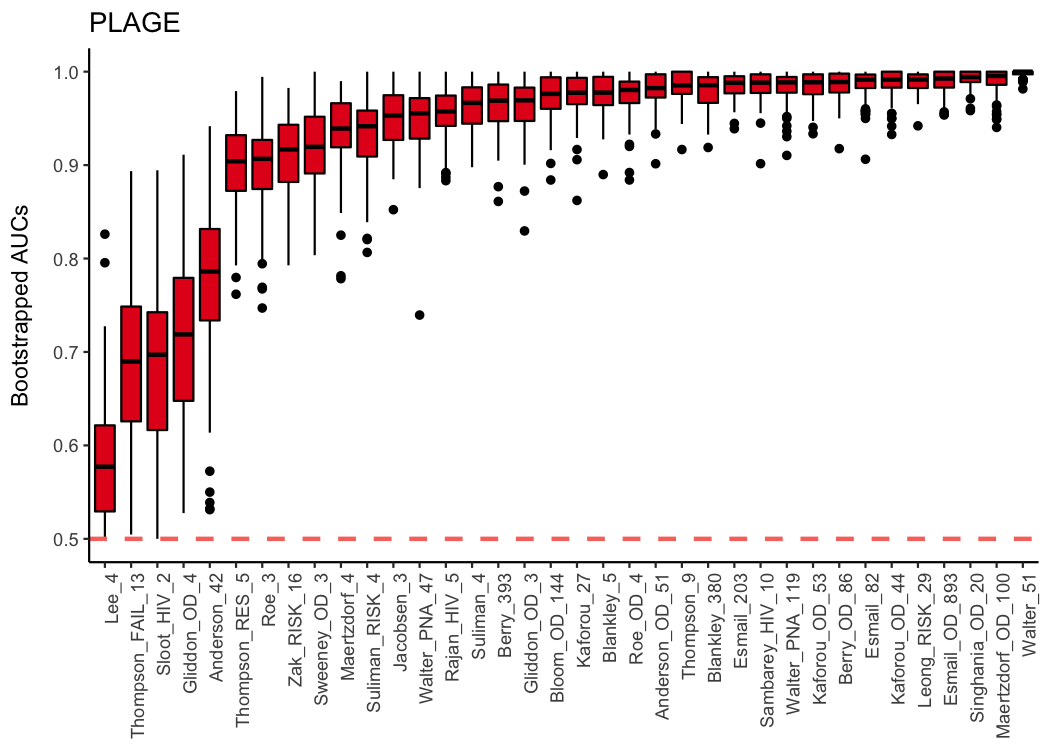 PLAGE
Bootstrapped AUCs
1.0
0.9
0.8
0.7
0.6
0.5
Lee_4
Thompson_FAIL_13
Sloot_HIV_2
Gliddon_OD_4
Anderson_42
Thompson_RES_5
Roe_3
Zak_RISK_16
Sweeney_OD_3
Maertzdorf_4
Suliman_RISK_4
Jacobsen_3
Walter_PNA_47
Rajan_HIV_5
Suliman_4
Berry_393
Gliddon_OD_3
Bloom_OD_144
Kaforou_27
Blankley_5
Roe_OD_4
Anderson_OD_51
Thompson_9
Blankley_380
Esmail_203
Sambarey_HIV_10
Walter_PNA_119
Kaforou_OD_53
Berry_OD_86
Esmail_82
Kaforou_OD_44
Leong_RISK_29
Esmail_OD_893
Singhania_OD_20
Maertzdorf_OD_100
Walter_51